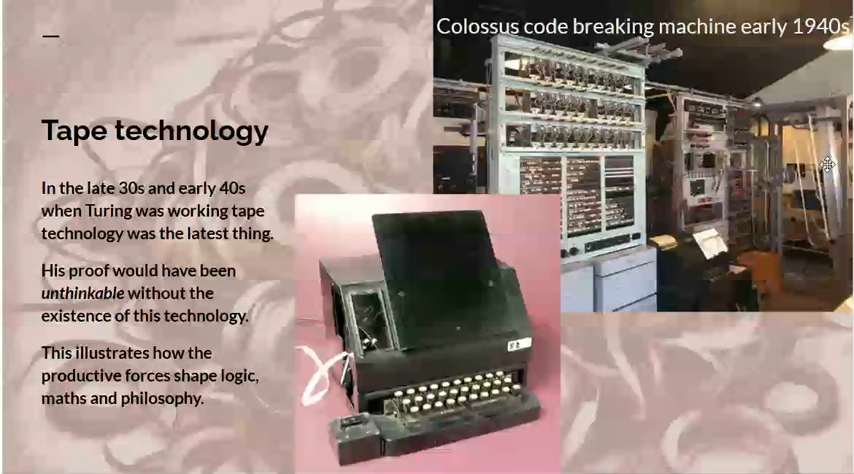 Colossus code breaking machine early 1940s
Tape technology
In the late 30s and early 40s
when Turing was working tape
technology was the latest thing.
His proof would have been
unthinkable without the
existence of this technology.
This illustrates how the
productive forces shape logic,
maths and philosophy.